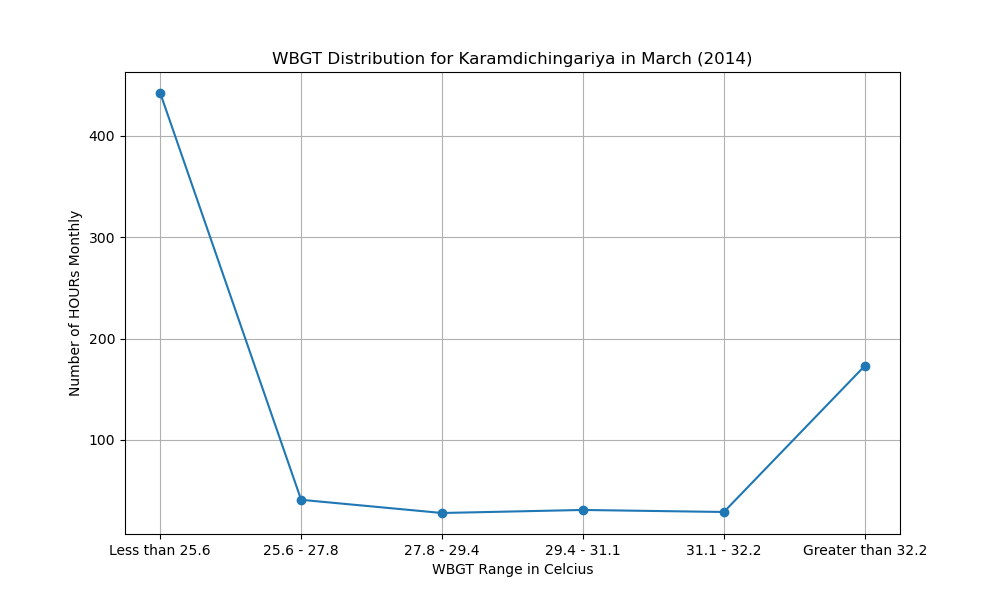 WBGT Distribution for Karamdichingariya in March (2014)
Number of HOURs Monthly
400
300
200
100
Less than 25.6
25.6 - 27.8
27.8 - 29.4
29.4 - 31.1
31.1 - 32.2
Greater than 32.2
WBGT Range in Celcius